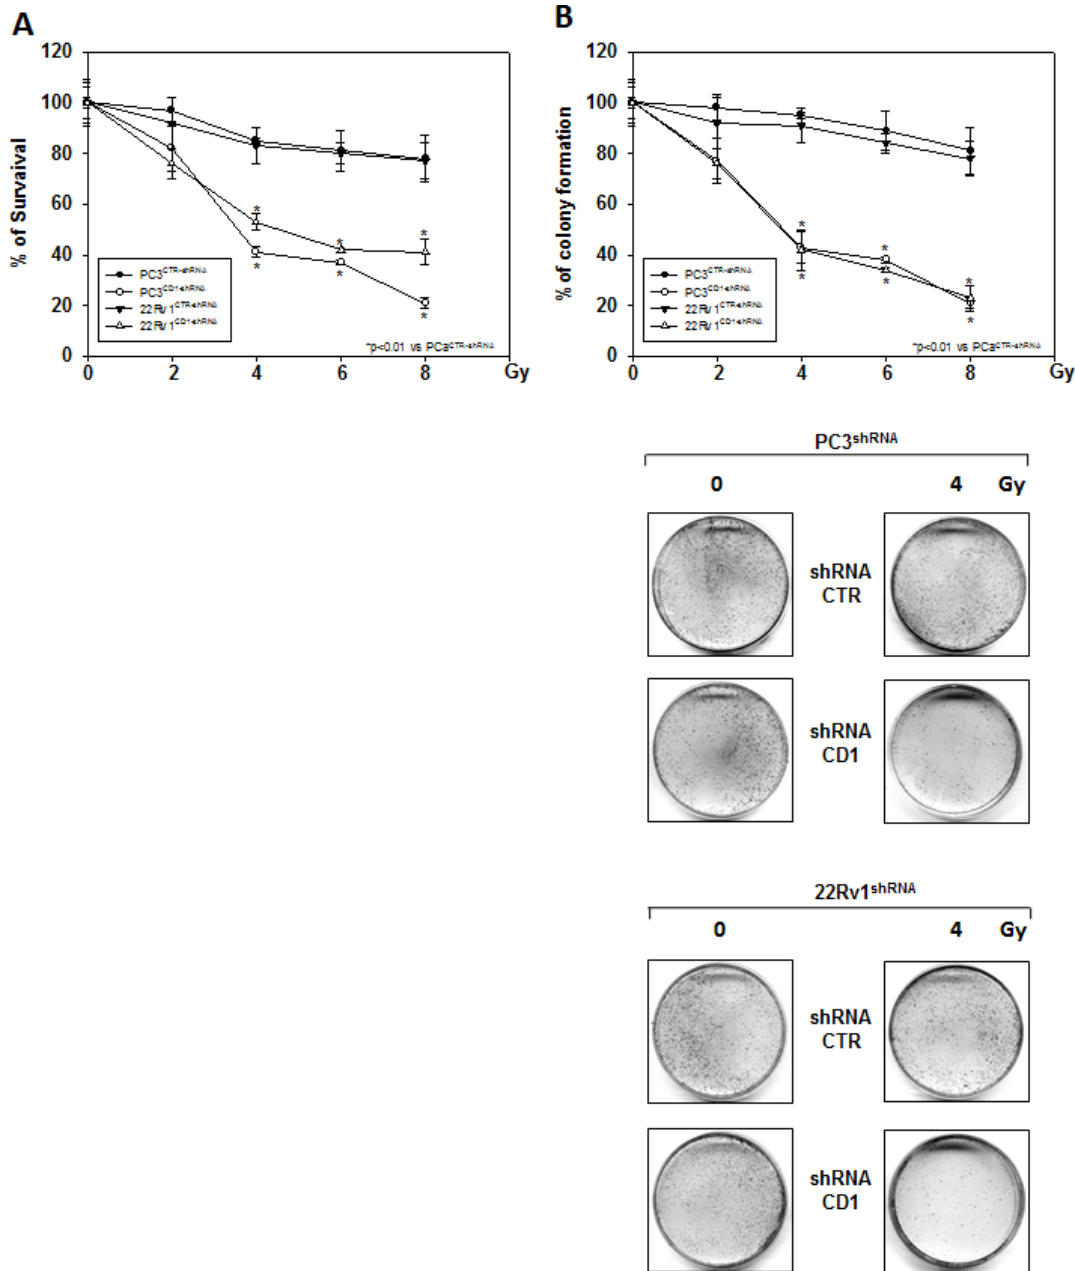 A
120
100
80
60
40
20
0
% of Survaival
PC3CTR-shRNA
PC3CD1-shRNA
22Rv1CTR-shRNA
22Rv1CD1-shRNA
*p<0.01 vs PCaCTR-shRNA
0 2 4 6 8 Gy
B
120
100
80
60
40
20
0
% of colony formation
PC3CTR-shRNA
PC3CD1-shRNA
22Rv1CTR-shRNA
22Rv1CD1-shRNA
*p<0.01 vs PCaCTR-shRNA
0 2 4 6 8 Gy
PC3shRNA
0 4 Gy
shRNA
CTR
shRNA
CD1
22Rv1shRNA
0 4 Gy
shRNA
CTR
shRNA
CD1